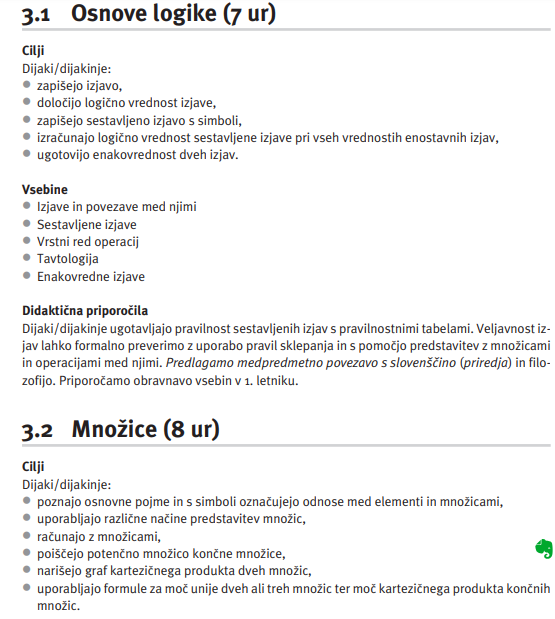 3.1 Osnove logike (7 ur)
Cilji
Dijaki/dijakinje:
● zapišejo izjavo,
● določijo logično vrednost izjave,
● zapišejo sestavljeno izjavo s simboli,
● izračunajo logično vrednost sestavljene izjave pri vseh vrednostih enostavnih izjav,
● ugotovijo enakovrednost dveh izjav.
Vsebine
● Izjave in povezave med njimi
● Sestavljene izjave
● Vrstni red operacij
● Tavtologija
● Enakovredne izjave
Didaktična priporočila
Dijaki/dijakinje ugotavljajo pravilnost sestavljenih izjav s pravilnostnimi tabelami. Veljavnost iz-
jav lahko formalno preverimo z uporabo pravil sklepanja in s pomočjo predstavitev z množicami
in operacijami med njimi. Predlagamo medpredmetno povezavo s slovenščino (priredja) in filo-
zofijo. Priporočamo obravnavo vsebin v 1. letniku.
3.2 Množice (8 ur)
Cilji
Dijaki/dijakinje:
● poznajo osnovne pojme in s simboli označujejo odnose med elementi in množicami,
● uporabljajo različne načine predstavitev množic,
● računajo z množicami,
● poiščejo potenčno množico končne množice,
● narišejo graf kartezičnega produkta dveh množic,
● uporabljajo formule za moč unije dveh ali treh množic ter moč kartezičnega produkta končnih
množic.